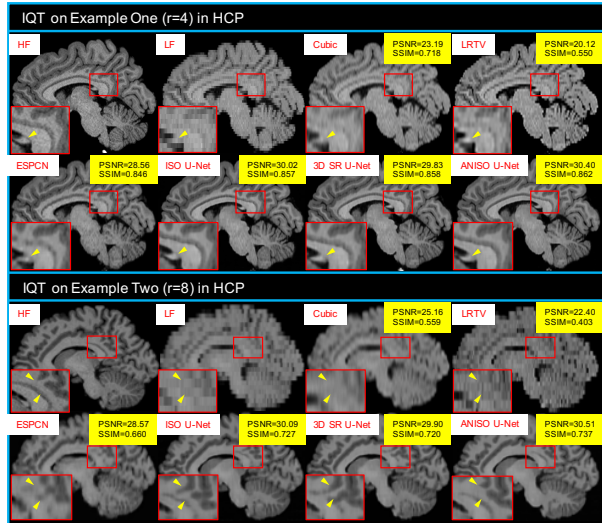 IQT on Example One (r=4) in HCP
HF
LF
Cubic
PSNR=23.19
SSIM=0.718
LRTV
PSNR=20.12
SSIM=0.550
ESPCN
PSNR=28.56
SSIM=0.846
ISO U-Net
PSNR=30.02
SSIM=0.857
3D SR U-Net
PSNR=29.83
SSIM=0.858
ANISO U-Net
PSNR=30.40
SSIM=0.862
IQT on Example Two (r=8) in HCP
HF
LF
Cubic
PSNR=25.16
SSIM=0.559
LRTV
PSNR=22.40
SSIM=0.403
ESPCN
PSNR=28.57
SSIM=0.660
ISO U-Net
PSNR=30.09
SSIM=0.727
3D SR U-Net
PSNR=29.90
SSIM=0.720
ANISO U-Net
PSNR=30.51
SSIM=0.737